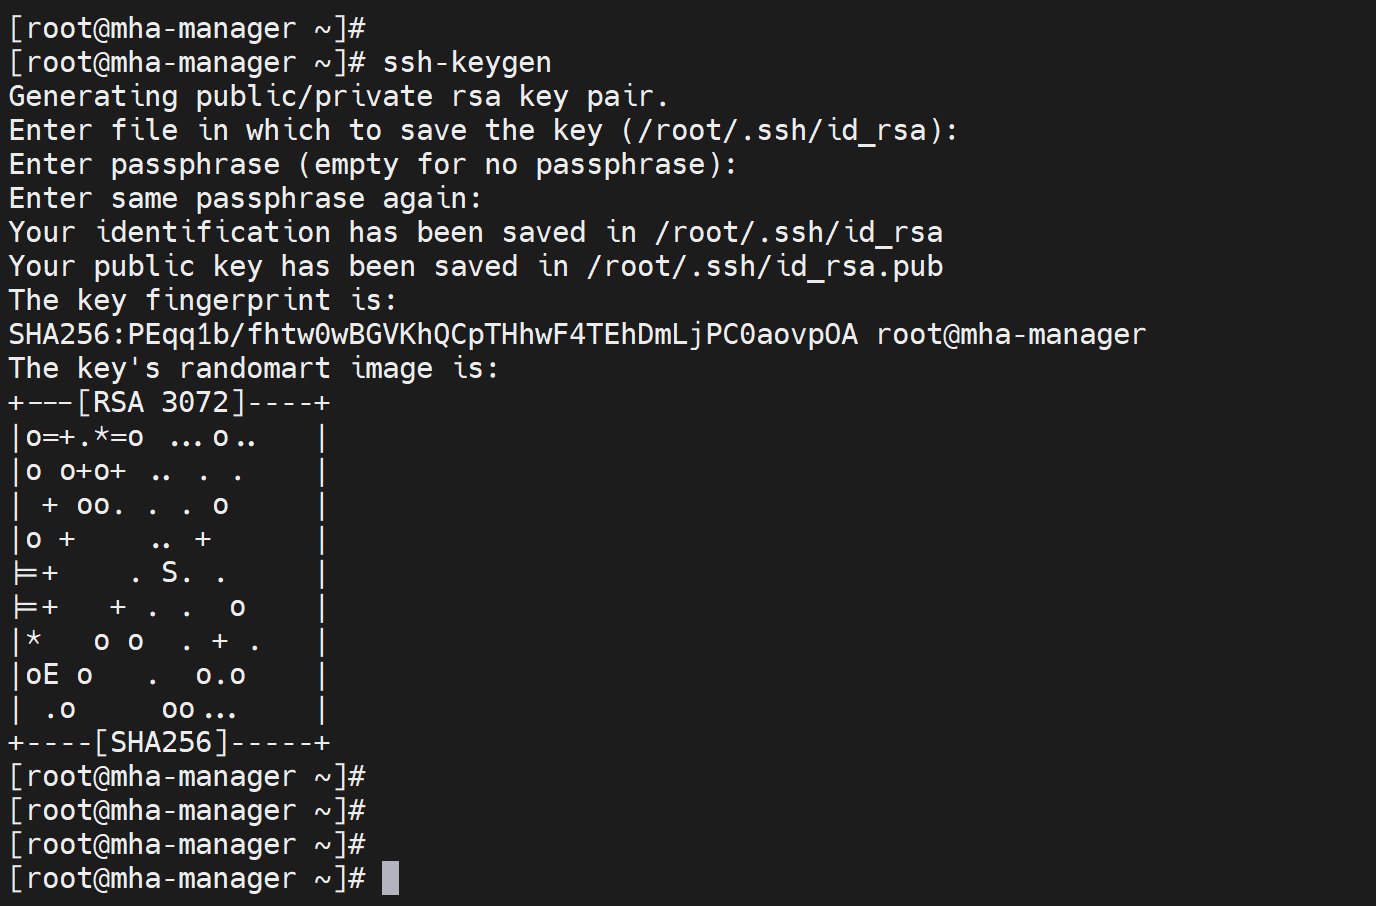 [root@mha-manager ~]#
[root@mha-manager ~]# ssh-keygen
Generating public/private rsa key pair.
Enter file in which to save the key (/root/.ssh/id_rsa):
Enter passphrase (empty for no passphrase):
Enter same passphrase again:
Your identification has been saved in /root/.ssh/id_rsa
Your public key has been saved in /root/.ssh/id_rsa.pub
The key fingerprint is:
SHA256:PEqq1b/fhtw0wBGVKhQCpTHhwF4TEhDmLjPC0aovpOA root@mha-manager
The key's randomart image is:
+---[RSA 3072]----+
|o=+.*=o ...o..   |
|o o+o+ .. . .    |
| + oo. . . o     |
|o +    .. +      |
|=+    . S. .     |
|=+   + . .  o    |
|*   o o  . + .   |
|oE o   .  o.o    |
| .o     oo...    |
+----[SHA256]-----+
[root@mha-manager ~]#
[root@mha-manager ~]#
[root@mha-manager ~]#
[root@mha-manager ~]#